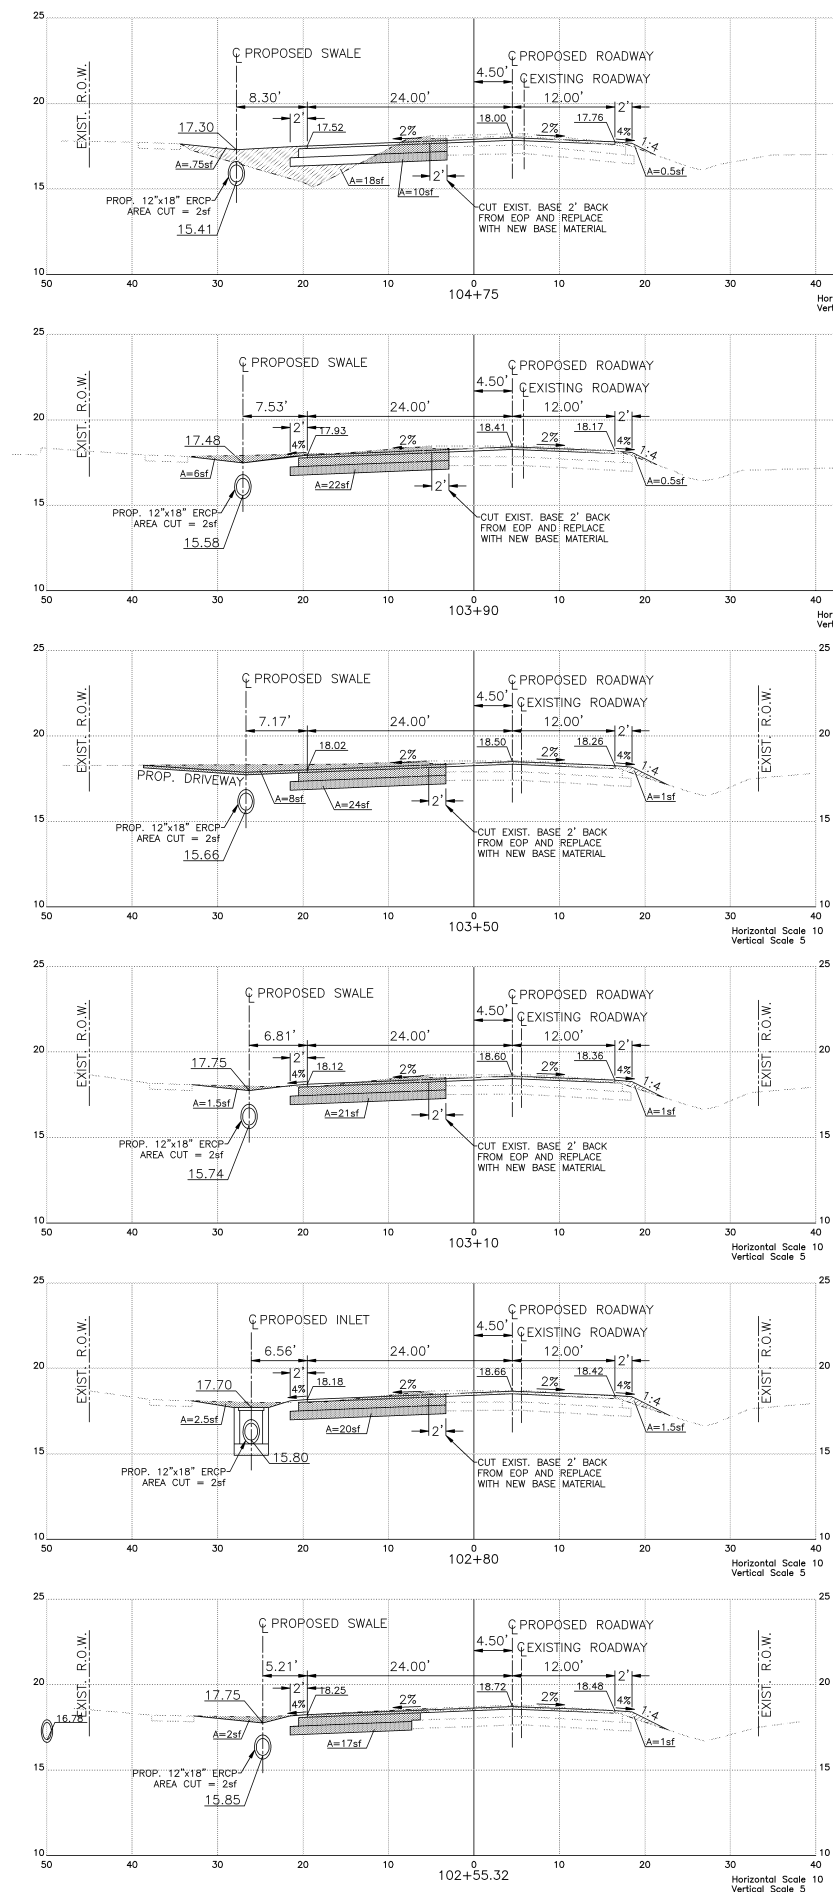 25
℄ PROPOSED SWALE
℄ PROPOSED ROADWAY
4.50'
℄ EXISTING ROADWAY
EXIST. R.O.W.
8.30'
24.00'
12.00'
2'
20
2'
17.30
17.52
2%
18.00
2%
17.76
4%
1:4
A=.75sf
A=18sf
A=10sf
2'
A=0.5sf
15
PROP. 12"x18" ERCP
AREA CUT = 2sf
15.41
CUT EXIST. BASE 2' BACK
FROM EOP AND REPLACE
WITH NEW BASE MATERIAL
10
50 40 30 20 10 0 10 20 30 40
104+75
Hori
Vert
25
℄ PROPOSED SWALE
℄ PROPOSED ROADWAY
4.50'
℄ EXISTING ROADWAY
EXIST. R.O.W.
7.53'
24.00'
12.00'
2'
20
2'
17.48
4%
17.93
2%
18.41
2%
18.17
4%
1:4
A=6sf
A=22sf
2'
A=0.5sf
15
PROP. 12"x18" ERCP
AREA CUT = 2sf
15.58
CUT EXIST. BASE 2' BACK
FROM EOP AND REPLACE
WITH NEW BASE MATERIAL
10
50 40 30 20 10 0 10 20 30 40
103+90
Hori
Vert
25 25
℄ PROPOSED SWALE
℄ PROPOSED ROADWAY
4.50'
℄ EXISTING ROADWAY
EXIST. R.O.W.
EXIST. R.O.W.
7.17'
24.00'
12.00'
2'
20 20
18.02
2%
18.50
2%
18.26
4%
1:4
PROP. DRIVEWAY
A=8sf
A=24sf
2'
A=1sf
15 15
PROP. 12"x18" ERCP
AREA CUT = 2sf
15.66
CUT EXIST. BASE 2' BACK
FROM EOP AND REPLACE
WITH NEW BASE MATERIAL
10 10
50 40 30 20 10 0 10 20 30 40
103+50
Horizontal Scale 10
Vertical Scale 5
25 25
℄ PROPOSED SWALE
℄ PROPOSED ROADWAY
4.50'
℄ EXISTING ROADWAY
EXIST. R.O.W.
EXIST. R.O.W.
6.81'
24.00'
12.00'
2'
20 20
2'
17.75
4%
18.12
2%
18.60
2%
18.36
4%
1:4
A=1.5sf
A=21sf
2'
A=1sf
15 15
PROP. 12"x18" ERCP
AREA CUT = 2sf
15.74
CUT EXIST. BASE 2' BACK
FROM EOP AND REPLACE
WITH NEW BASE MATERIAL
10 10
50 40 30 20 10 0 10 20 30 40
103+10
Horizontal Scale 10
Vertical Scale 5
25 25
℄ PROPOSED INLET
℄ PROPOSED ROADWAY
4.50'
℄ EXISTING ROADWAY
EXIST. R.O.W.
EXIST. R.O.W.
6.56'
24.00'
12.00'
2'
20 20
2'
17.70
4%
18.18
2%
18.66
2%
18.42
4%
1:4
A=2.5sf
A=20sf
2'
A=1.5sf
15 15
15.80
PROP. 12"x18" ERCP
AREA CUT = 2sf
CUT EXIST. BASE 2' BACK
FROM EOP AND REPLACE
WITH NEW BASE MATERIAL
10 10
50 40 30 20 10 0 10 20 30 40
102+80
Horizontal Scale 10
Vertical Scale 5
25 25
℄ PROPOSED SWALE
℄ PROPOSED ROADWAY
4.50'
℄ EXISTING ROADWAY
EXIST. R.O.W.
EXIST. R.O.W.
5.21'
24.00'
12.00'
2'
20 20
2'
17.75
4%
18.25
2%
18.72
2%
18.48
4%
1:4
16.78
A=2sf
A=17sf
A=1sf
15 15
PROP. 12"x18" ERCP
AREA CUT = 2sf
15.85
10 10
50 40 30 20 10 0 10 20 30 40
102+55.32
Horizontal Scale 10
Vertical Scale 5